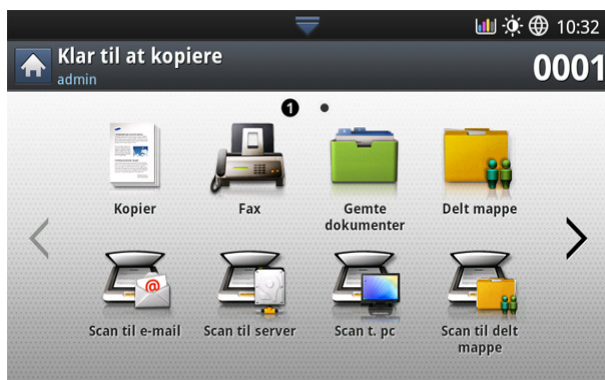 10:32
Klar til at kopiere
admin
0001
1
Kopier
Fax
Gemte
dokumenter
Delt mappe
Scan til e-mail
Scan til server
Scan t. pc
Scan til delt
mappe